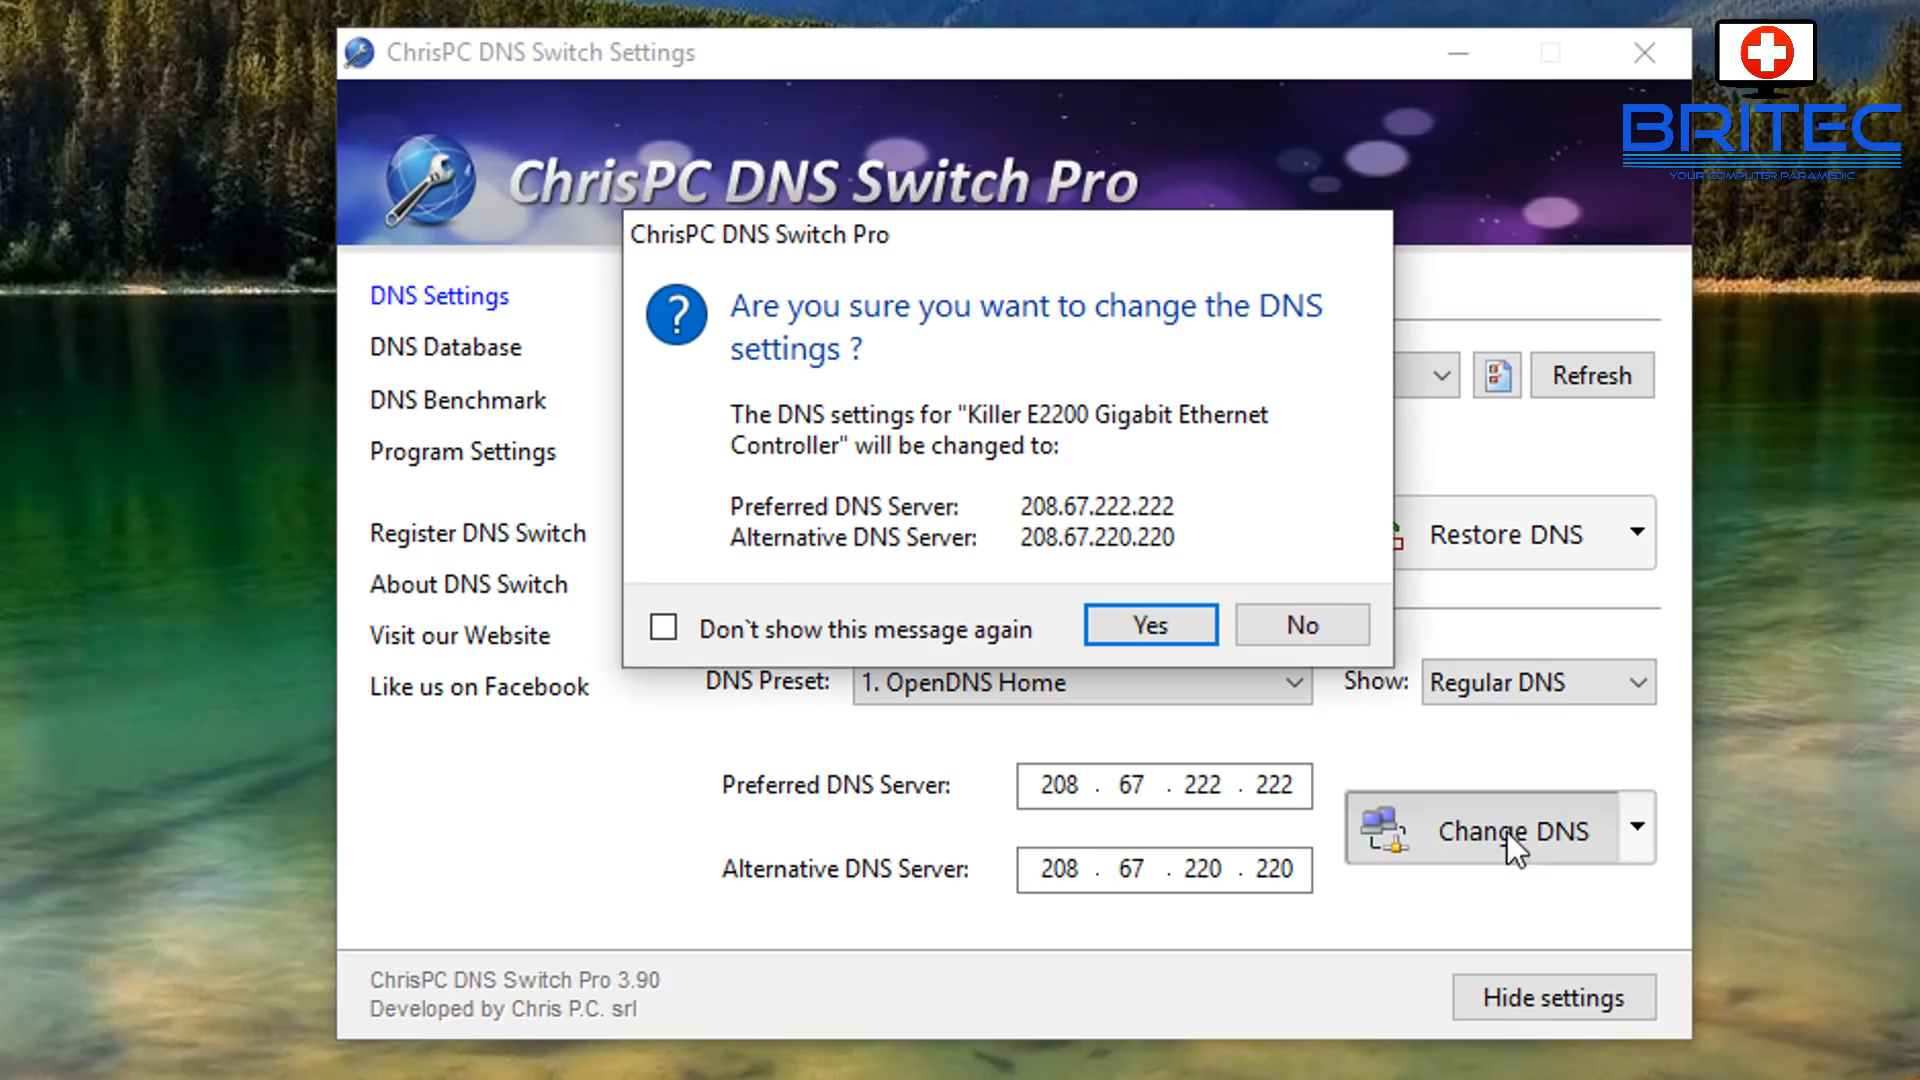 ChrisPC DNS Switch Settings
BRITEC
YOUR COMPUTER PARAMEDIC
ChrisPC DNS Switch Pro
ChrisPC DNS Switch Pro
Are you sure you want to change the DNS
settings ?
The DNS settings for "Killer E2200 Gigabit Ethernet
Controller" will be changed to:
Preferred DNS Server: 208.67.222.222
Alternative DNS Server: 208.67.220.220
Don`t show this message again
Yes
No
DNS Settings
DNS Database
DNS Benchmark
Program Settings
Register DNS Switch
About DNS Switch
Visit our Website
Like us on Facebook
Refresh
Restore DNS
DNS Preset: 1. OpenDNS Home
Show: Regular DNS
Preferred DNS Server: 208 . 67 . 222 . 222
Alternative DNS Server: 208 . 67 . 220 . 220
Change DNS
ChrisPC DNS Switch Pro 3.90
Developed by Chris P.C. srl
Hide settings